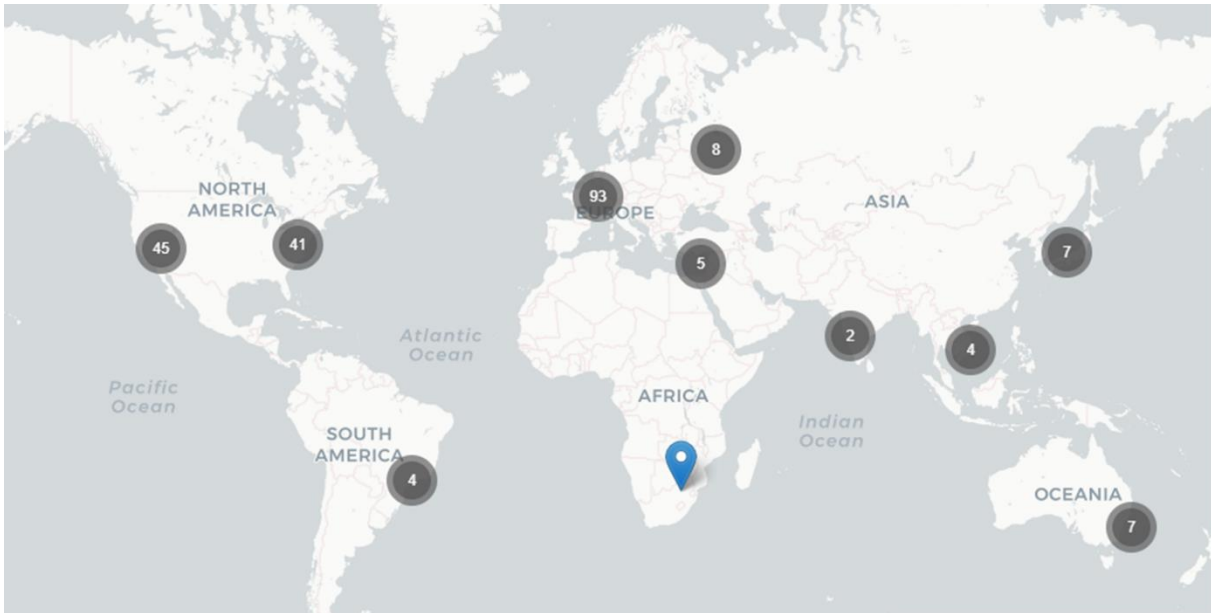 8
93
NORTH
AMERICA
EUROPE
ASIA
45
41
5
7
2
4
Atlantic
Ocean
Pacific
Ocean
AFRICA
Indian
Ocean
SOUTH
AMERICA
4
OCEANIA
7